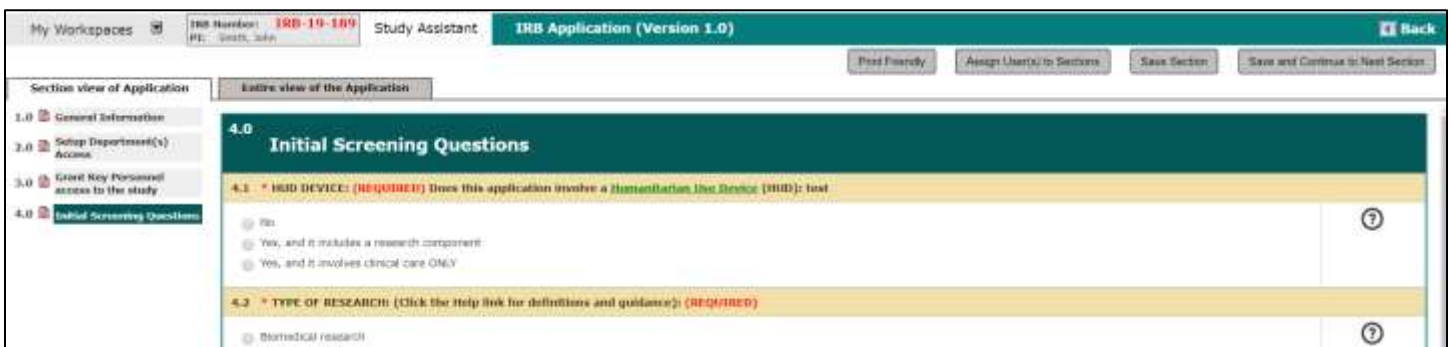 My Workspaces IRB Number: IRB-19-189 Study Assistant IRB Application (Version 1.0) Back
PI: Smith, John
Print Friendly Assign User(s) to Sections Save Section Save and Continue to Next Section
Section view of Application Entire view of the Application
1.0 General Information
2.0 Setup Department(s) Access
3.0 Grant Key Personnel access to the study
4.0 Initial Screening Questions
4.0
Initial Screening Questions
4.1 * HUD DEVICE: (REQUIRED) Does this application involve a Humanitarian Use Device (HUD): test
No
Yes, and it includes a research component
Yes, and it involves clinical care ONLY
4.2 * TYPE OF RESEARCH: (Click the Help link for definitions and guidance): (REQUIRED)
Biomedical research